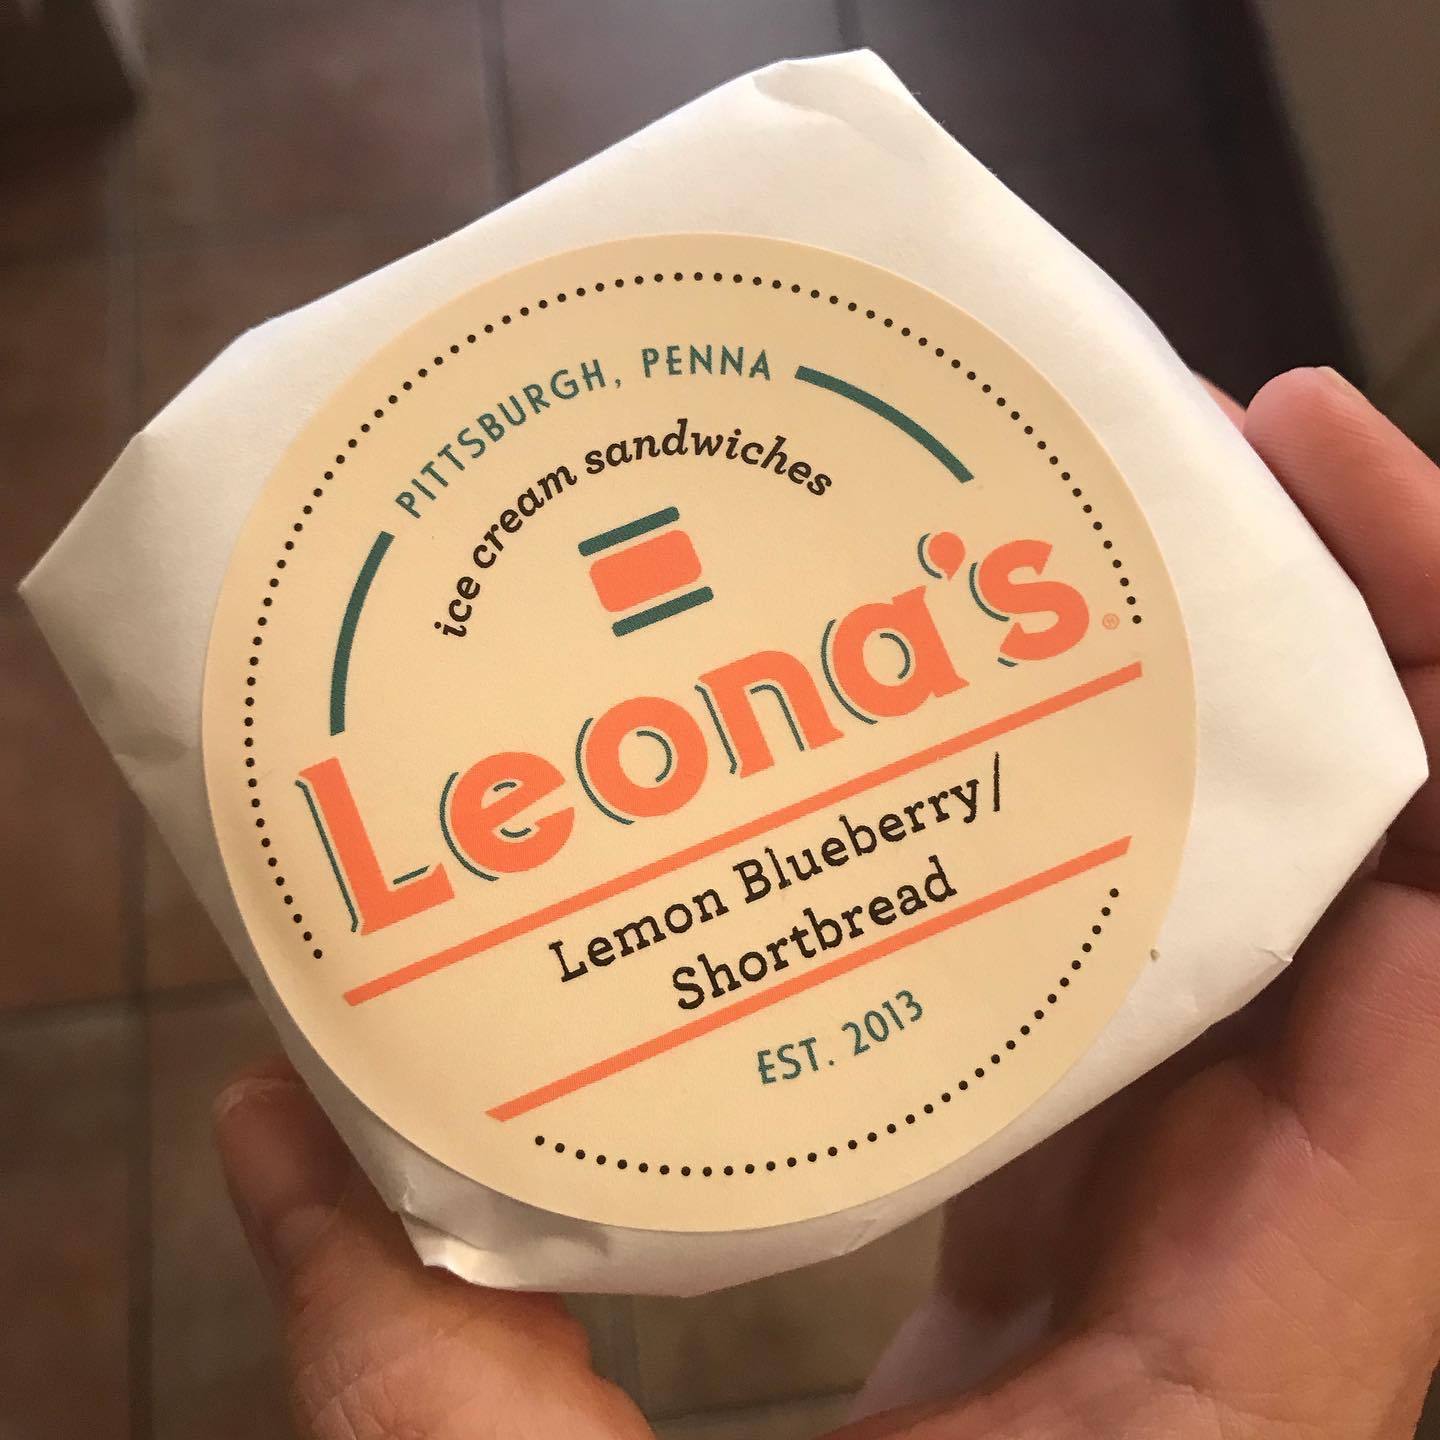 PITTSBURGH, PENNA
ice cream sandwiches
Leona's®
Lemon Blueberry/
Shortbread
EST. 2013